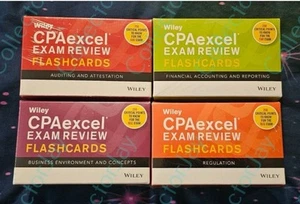 Wiley
CPAexcel®
EXAM REVIEW
FLASHCARDS
AUDITING AND ATTESTATION
WILEY
Wiley
CPAexcel®
EXAM REVIEW
FLASHCARDS
FINANCIAL ACCOUNTING AND REPORTING
WILEY
Wiley
CPAexcel®
EXAM REVIEW
FLASHCARDS
BUSINESS ENVIRONMENT AND CONCEPTS
WILEY
Wiley
CPAexcel®
EXAM REVIEW
FLASHCARDS
REGULATION
WILEY